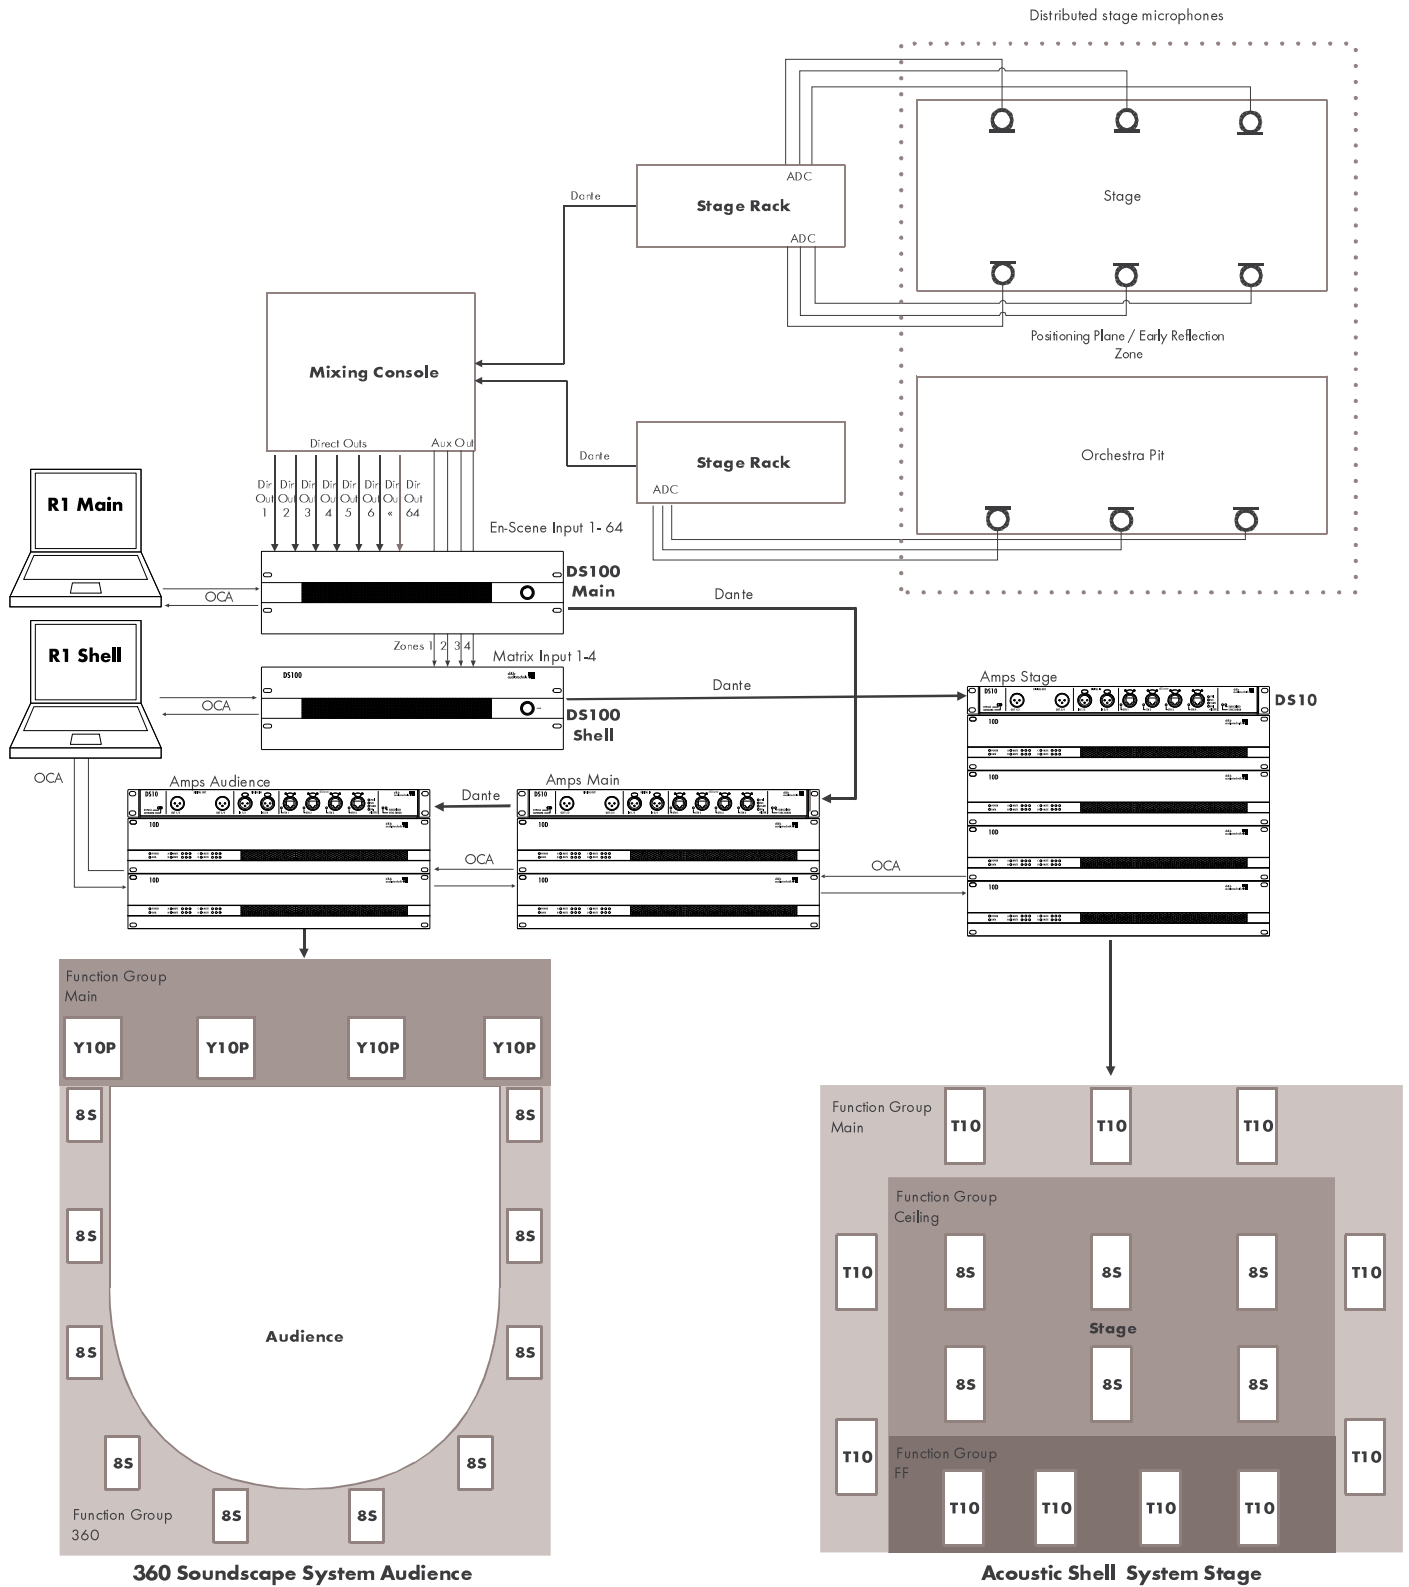 Distributed stage microphones
ADC
Stage Rack
ADC
Dante
Stage
Positioning Plane / Early Reflection
Zone
Mixing Console
Direct Outs
Aux Out
Dante
Stage Rack
ADC
Orchestra Pit
R1 Main
Dir Out 1
Dir Out 2
Dir Out 3
Dir Out 4
Dir Out 5
Dir Out 6
Dir Ou «
Dir Out 64
En-Scene Input 1- 64
DS100
Main
OCA
Dante
R1 Shell
Zones 1 2 3 4
Matrix Input 1-4
DS100
DS100
Shell
OCA
Dante
Amps Stage
DS10
DS10
10D
10D
10D
10D
OCA
Amps Audience
DS10
10D
10D
Dante
Amps Main
DS10
10D
10D
OCA
OCA
Function Group
Main
Y10P
Y10P
Y10P
Y10P
8S
8S
8S
8S
8S
8S
Audience
8S
8S
8S
8S
Function Group
360
360 Soundscape System Audience
Function Group
Main
T10
T10
T10
Function Group
Ceiling
T10
8S
8S
8S
T10
Stage
8S
8S
8S
T10
T10
Function Group
FF
T10
T10
T10
T10
Acoustic Shell System Stage